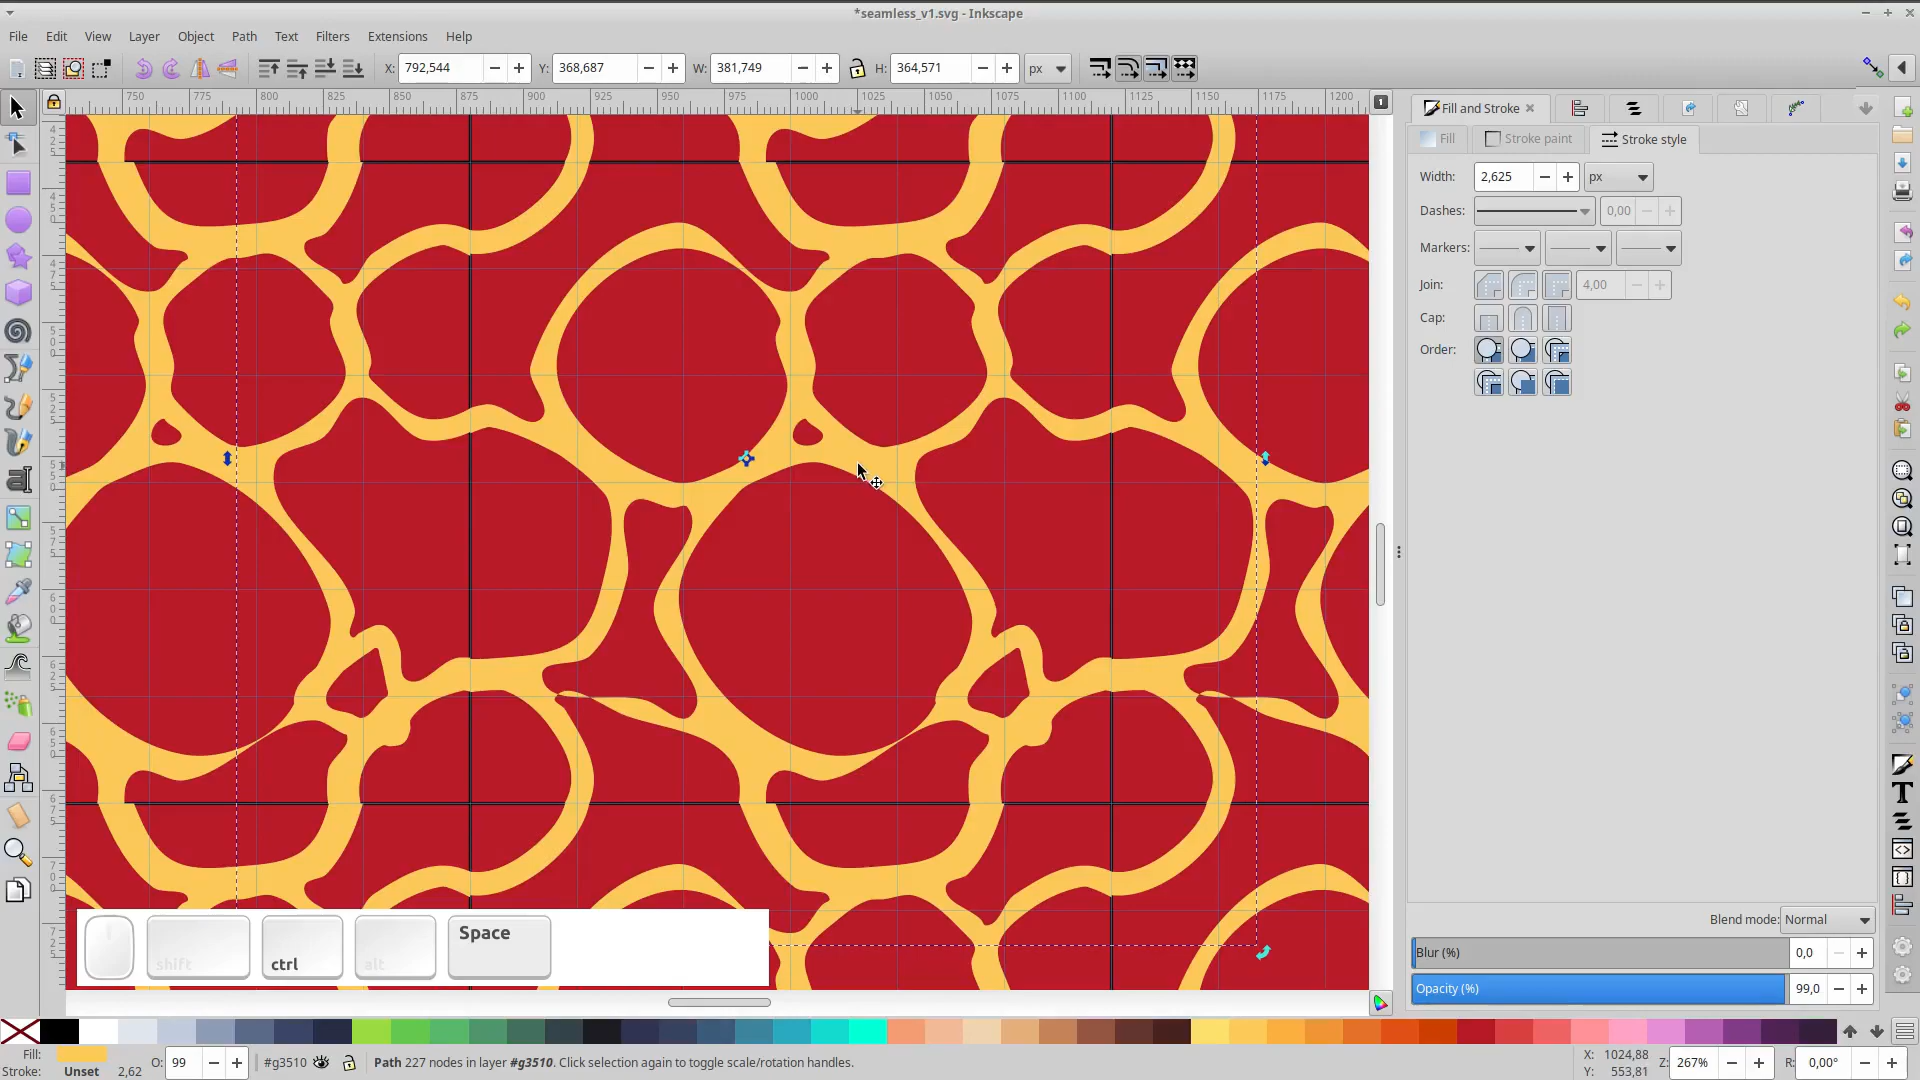 *seamless_v1.svg - Inkscape
File Edit View Layer Object Path Text Filters Extensions Help
X: 792,544 Y: 368,687 W: 381,749 H: 364,571 px
750 775 800 825 850 875 900 925 950 975 1000 1025 1050 1075 1100 1125 1150 1175 1200
1
Fill and Stroke
Fill Stroke paint Stroke style
Width: 2,625 px
Dashes: 0,00
Markers:
Join: 4,00
Cap:
Order:
shift ctrl alt Space
Blend mode: Normal
Blur (%) 0,0
Opacity (%) 99,0
Fill: O: 99 #g3510 Path 227 nodes in layer #g3510. Click selection again to toggle scale/rotation handles. X: 1024,88 Z: 267% R: 0,00°
Stroke: Unset 2,62 Y: 553,81